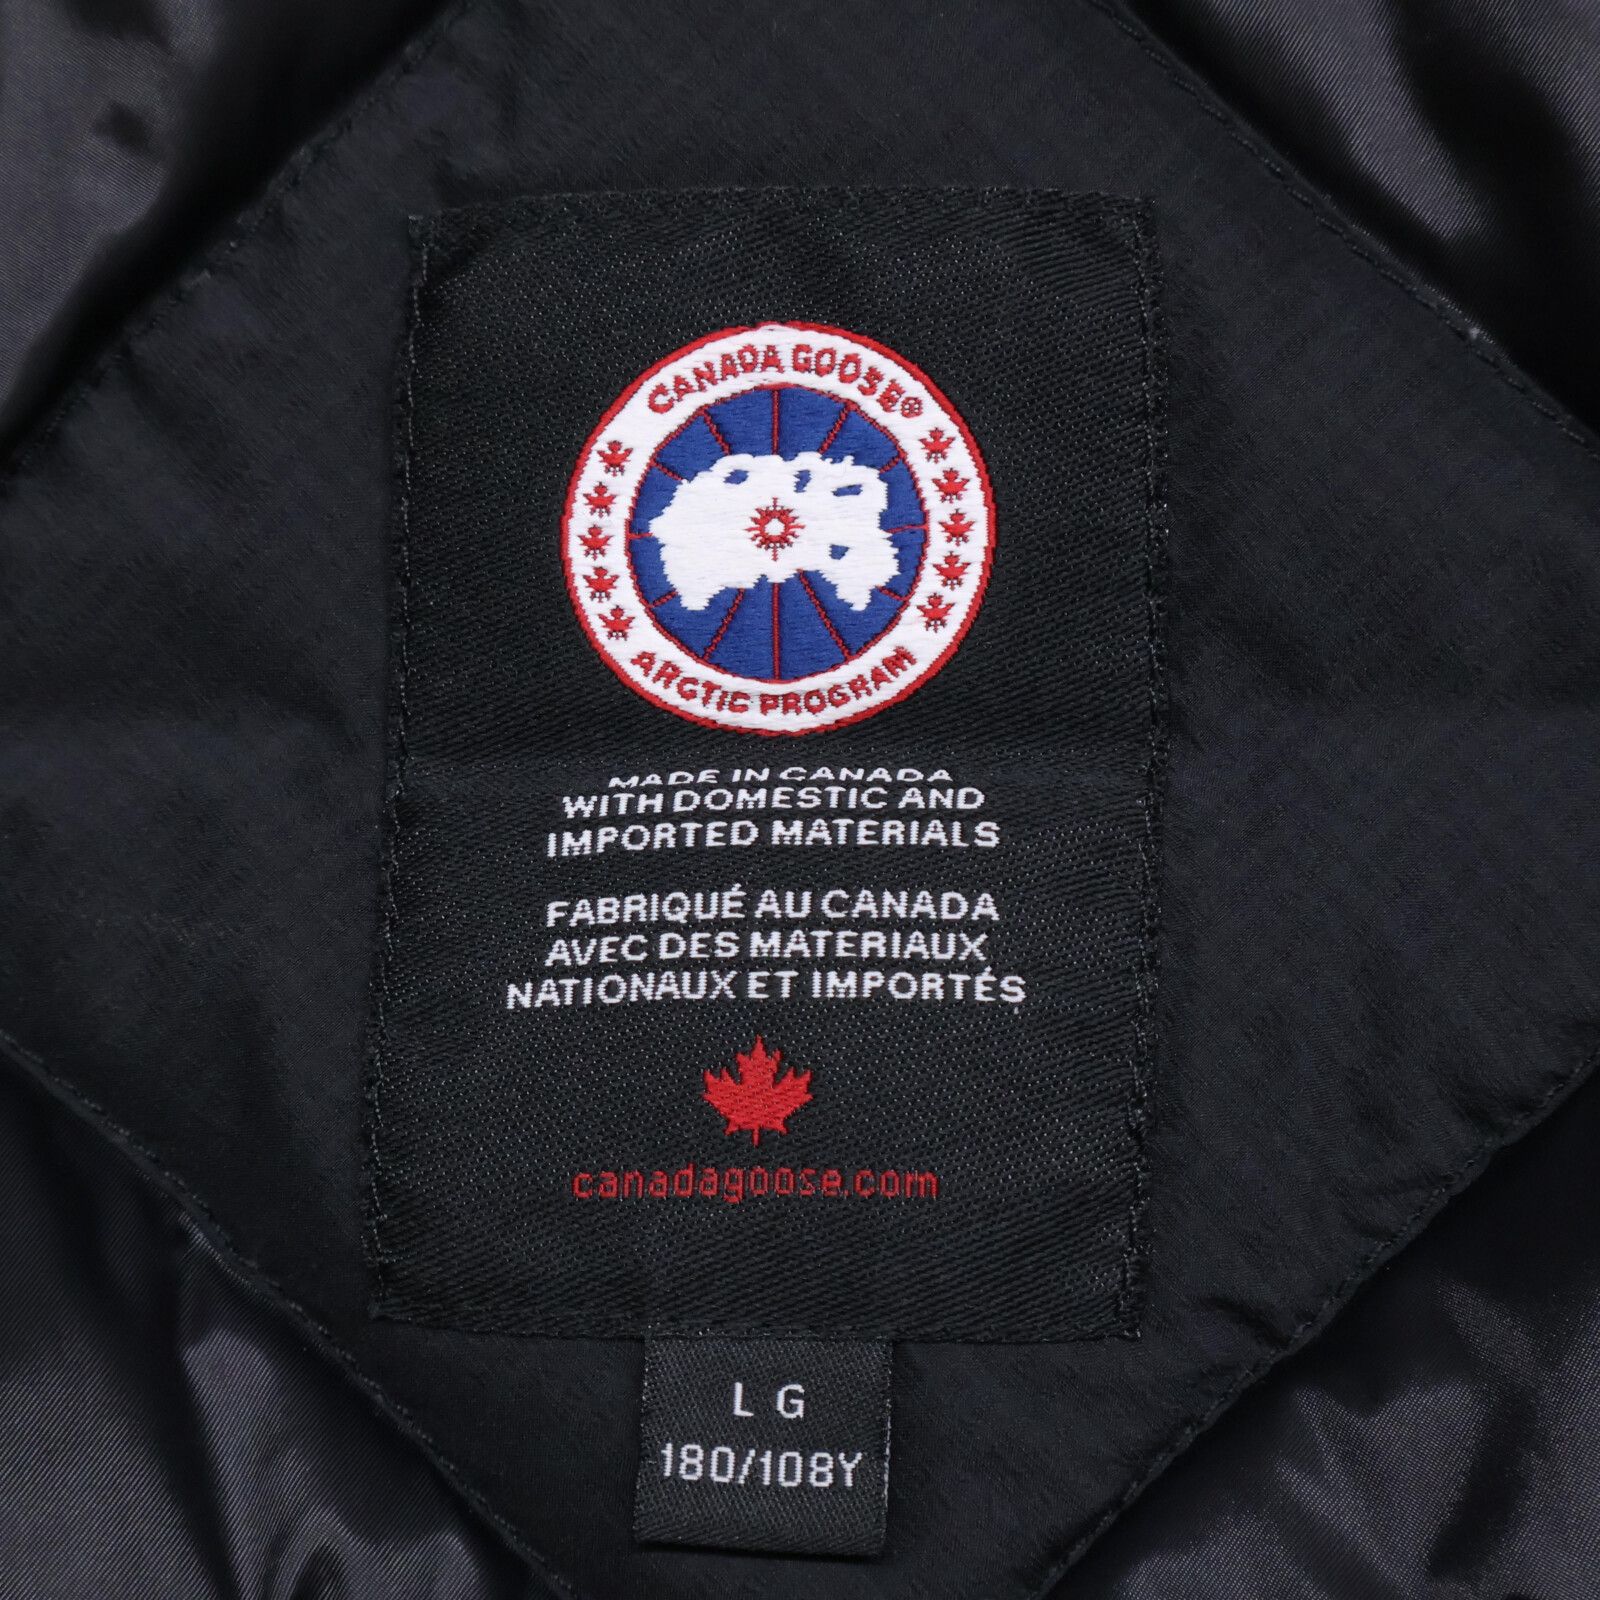 CANADA GOOSE®
ARCTIC PROGRAM
MADE IN CANADA
WITH DOMESTIC AND
IMPORTED MATERIALS
FABRIQUÉ AU CANADA
AVEC DES MATERIAUX
NATIONAUX ET IMPORTÉS
canadagoose.com
LG
180/108Y